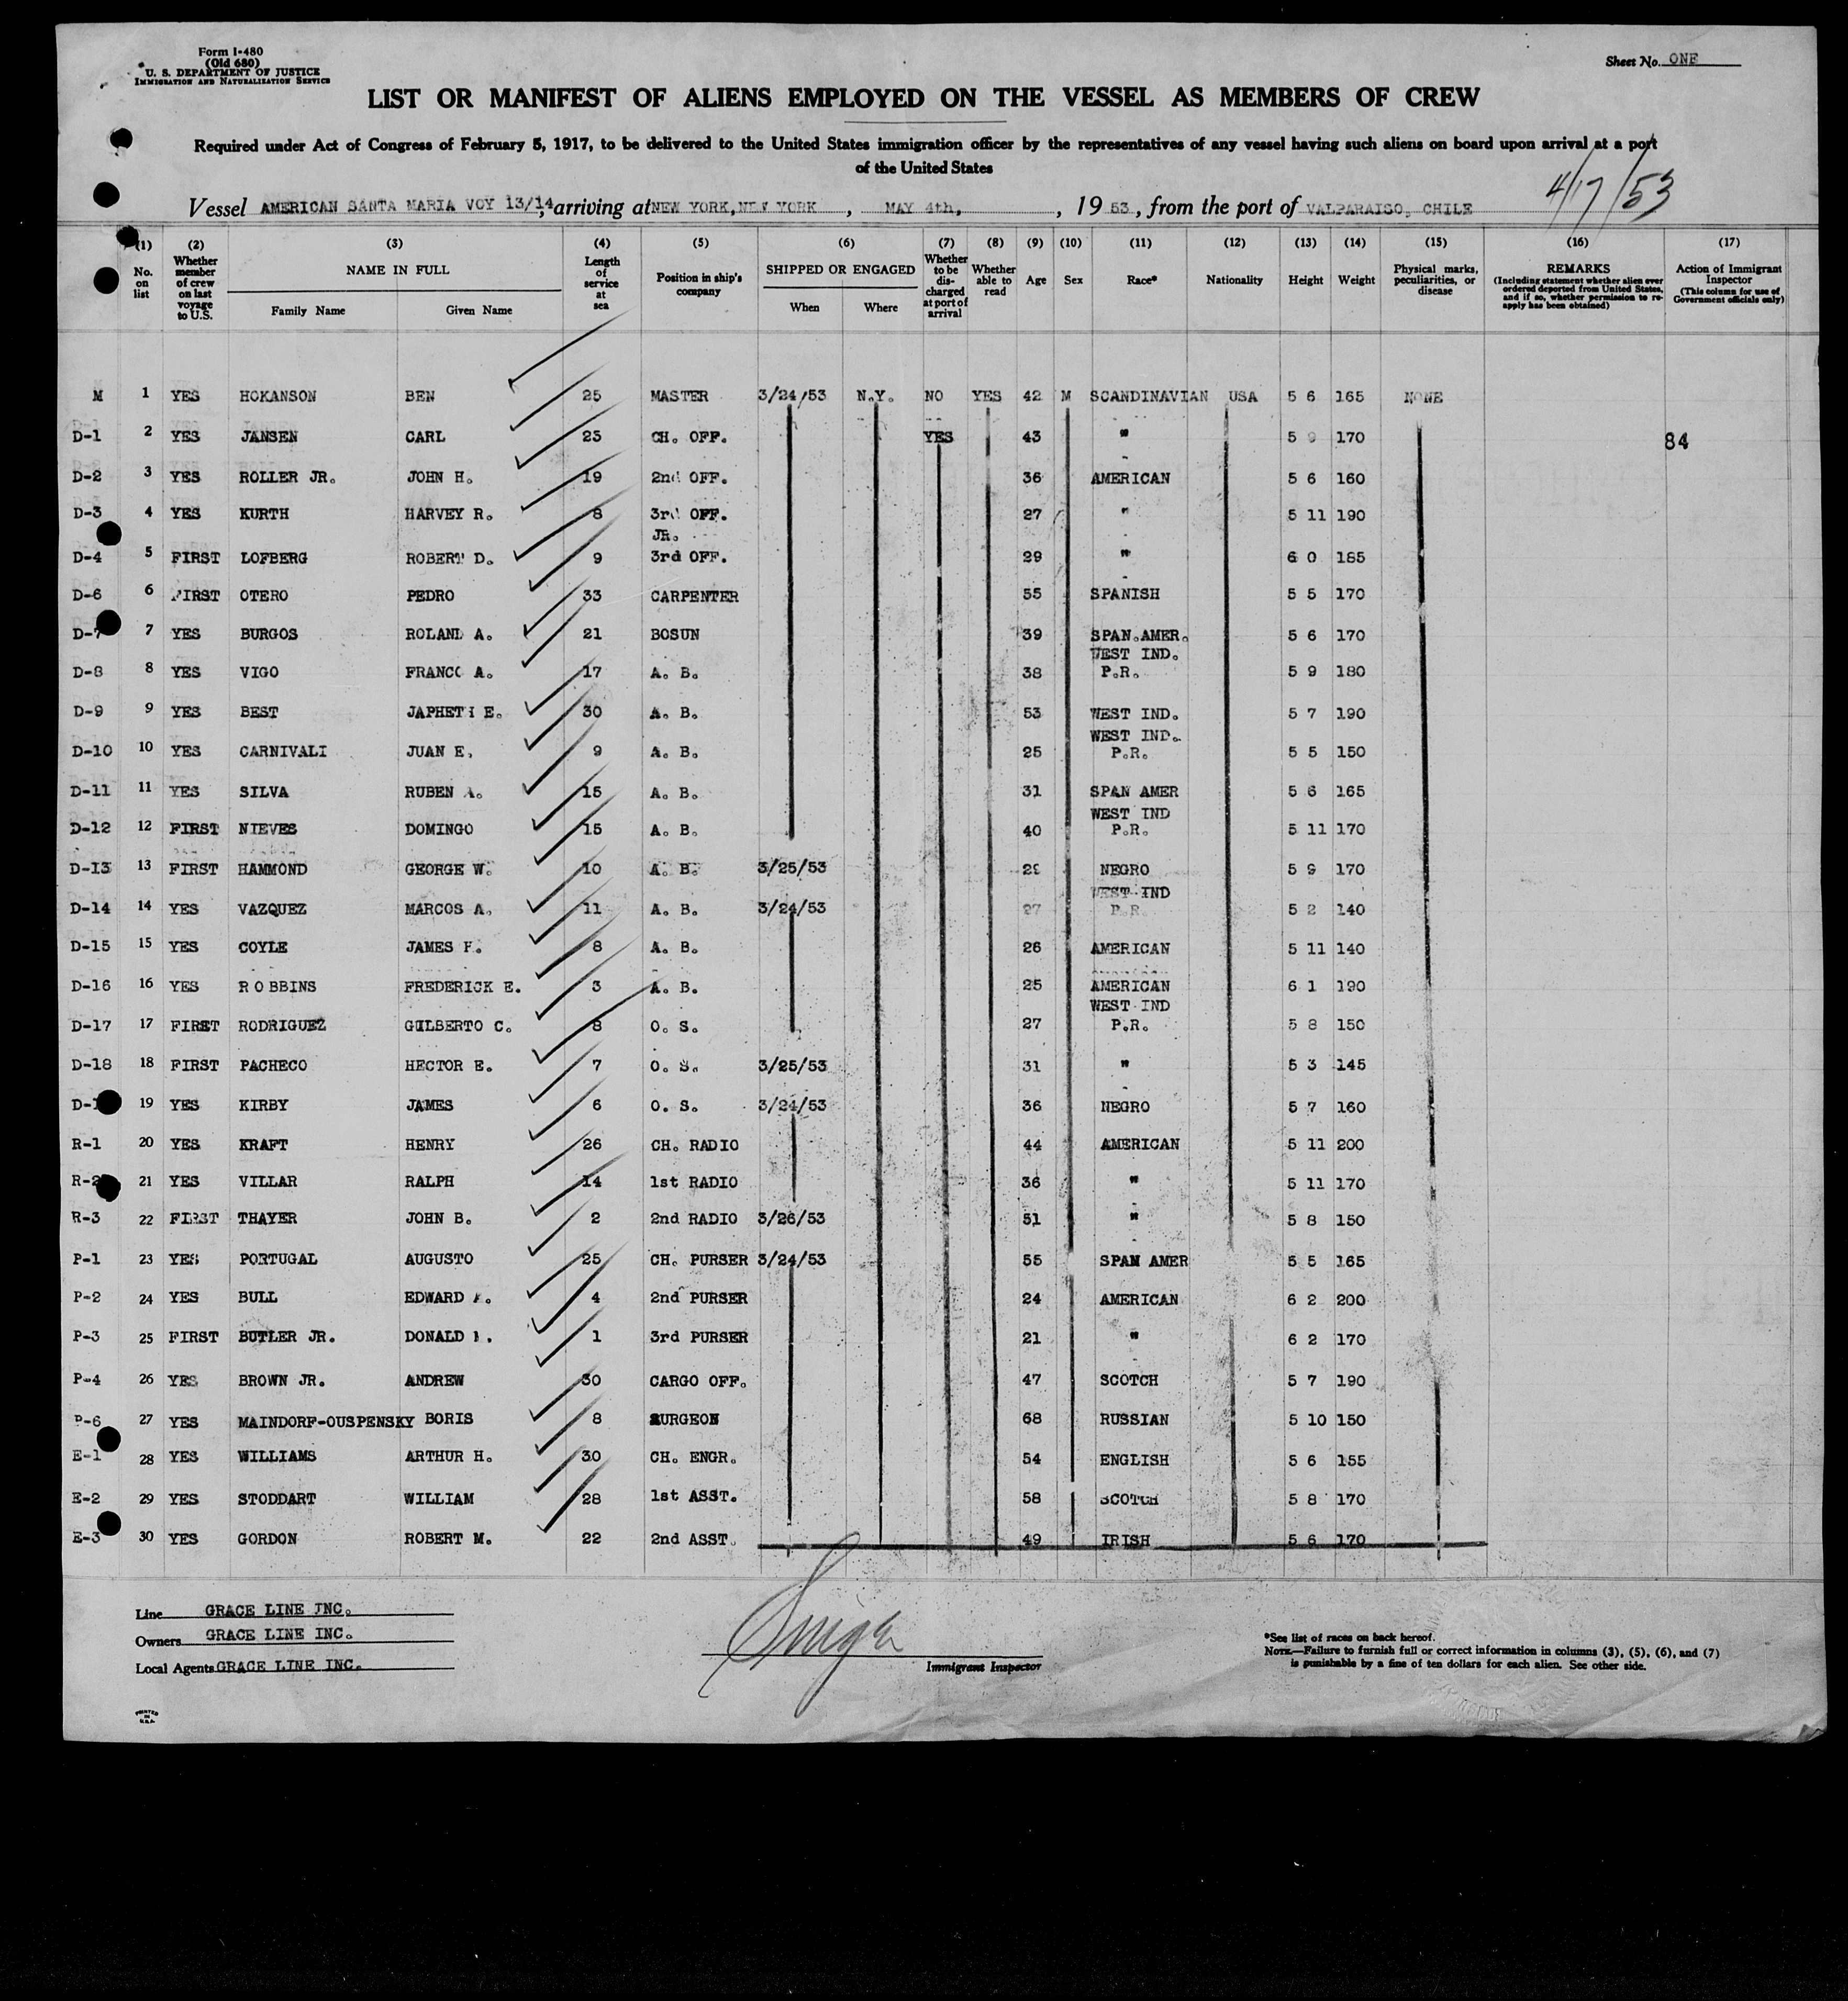 Form I-480
(Old 680)
U. S. DEPARTMENT OF JUSTICE
IMMIGRATION AND NATURALIZATION SERVICE
Sheet No. ONE
LIST OR MANIFEST OF ALIENS EMPLOYED ON THE VESSEL AS MEMBERS OF CREW
Required under Act of Congress of February 5, 1917, to be delivered to the United States immigration officer by the representatives of any vessel having such aliens on board upon arrival at a port
of the United States
4/17/53
Vessel AMERICAN SANTA MARIA VOY 13/14, arriving at NEW YORK, NEW YORK, MAY 4th, , 19 53, from the port of VALPARAISO, CHILE
(1) No. on list
(2) Whether member of crew on last voyage to U.S.
(3) NAME IN FULL Family Name Given Name
(4) Length of service at sea
(5) Position in ship's company
(6) SHIPPED OR ENGAGED When Where
(7) Whether to be discharged at port of arrival
(8) Whether able to read
(9) Age
(10) Sex
(11) Race*
(12) Nationality
(13) Height
(14) Weight
(15) Physical marks, peculiarities, or disease
(16) REMARKS (Including statement whether alien ever ordered deported from United States, and if so, whether permission to re-apply has been obtained)
(17) Action of Immigrant Inspector (This column for use of Government officials only)
M 1 YES HOKANSON BEN 25 MASTER 3/24/53 N.Y. NO YES 42 M SCANDINAVIAN USA 5 6 165 NONE
D-1 2 YES JANSEN CARL 25 CH. OFF. YES 43 " 5 9 170 84
D-2 3 YES ROLLER JR. JOHN H. 19 2nd OFF. 36 AMERICAN 5 6 160
D-3 4 YES KURTH HARVEY R. 8 3rd OFF. 27 " 5 11 190
D-4 5 FIRST LOFBERG ROBERT D. 9 JR. 3rd OFF. 29 " 6 0 185
D-6 6 FIRST OTERO PEDRO 33 CARPENTER 55 SPANISH 5 5 170
D-7 7 YES BURGOS ROLAND A. 21 BOSUN 39 SPAN.AMER. 5 6 170
D-8 8 YES VIGO FRANCO A. 17 A. B. 38 WEST IND. P.R. 5 9 180
D-9 9 YES BEST JAPHETH E. 30 A. B. 53 WEST IND. 5 7 190
D-10 10 YES CARNIVALI JUAN E. 9 A. B. 25 WEST IND. P.R. 5 5 150
D-11 11 YES SILVA RUBEN A. 15 A. B. 31 SPAN AMER 5 6 165
D-12 12 FIRST NIEVES DOMINGO 15 A. B. 40 WEST IND P.R. 5 11 170
D-13 13 FIRST HAMMOND GEORGE W. 10 A. B. 3/25/53 29 NEGRO 5 9 170
D-14 14 YES VAZQUEZ MARCOS A. 11 A. B. 3/24/53 27 WEST IND P.R. 5 2 140
D-15 15 YES COYLE JAMES F. 8 A. B. 26 AMERICAN 5 11 140
D-16 16 YES ROBBINS FREDERICK E. 3 A. B. 25 AMERICAN 6 1 190
D-17 17 FIRST RODRIGUEZ GILBERTO C. 8 O. S. 27 WEST IND P.R. 5 8 150
D-18 18 FIRST PACHECO HECTOR E. 7 O. S. 3/25/53 31 " 5 3 145
19 YES KIRBY JAMES 6 O. S. 3/24/53 36 NEGRO 5 7 160
R-1 20 YES KRAFT HENRY 26 CH. RADIO 44 AMERICAN 5 11 200
R-2 21 YES VILLAR RALPH 14 1st RADIO 36 " 5 11 170
R-3 22 FIRST THAYER JOHN B. 2 2nd RADIO 3/26/53 51 " 5 8 150
P-1 23 YES PORTUGAL AUGUSTO 25 CH. PURSER 3/24/53 55 SPAN AMER 5 5 165
P-2 24 YES BULL EDWARD 4 2nd PURSER 24 AMERICAN 6 2 200
P-3 25 FIRST BUTLER JR. DONALD 1 3rd PURSER 21 " 6 2 170
P-4 26 YES BROWN JR. ANDREW 30 CARGO OFF. 47 SCOTCH 5 7 190
P-6 27 YES MAINDORF-OUSPENSKY BORIS 8 SURGEON 68 RUSSIAN 5 10 150
E-1 28 YES WILLIAMS ARTHUR H. 30 CH. ENGR. 54 ENGLISH 5 6 155
E-2 29 YES STODDART WILLIAM 28 1st ASST. 58 SCOTCH 5 8 170
E-3 30 YES GORDON ROBERT M. 22 2nd ASST. 49 IRISH 5 6 170
Line GRACE LINE INC.
Owners GRACE LINE INC.
Local Agents GRACE LINE INC.
Immigrant Inspector
*See list of races on back hereof.
NOTE.—Failure to furnish full or correct information in columns (3), (5), (6), and (7)
is punishable by a fine of ten dollars for each alien. See other side.
PRINTED
IN
U.S.A.